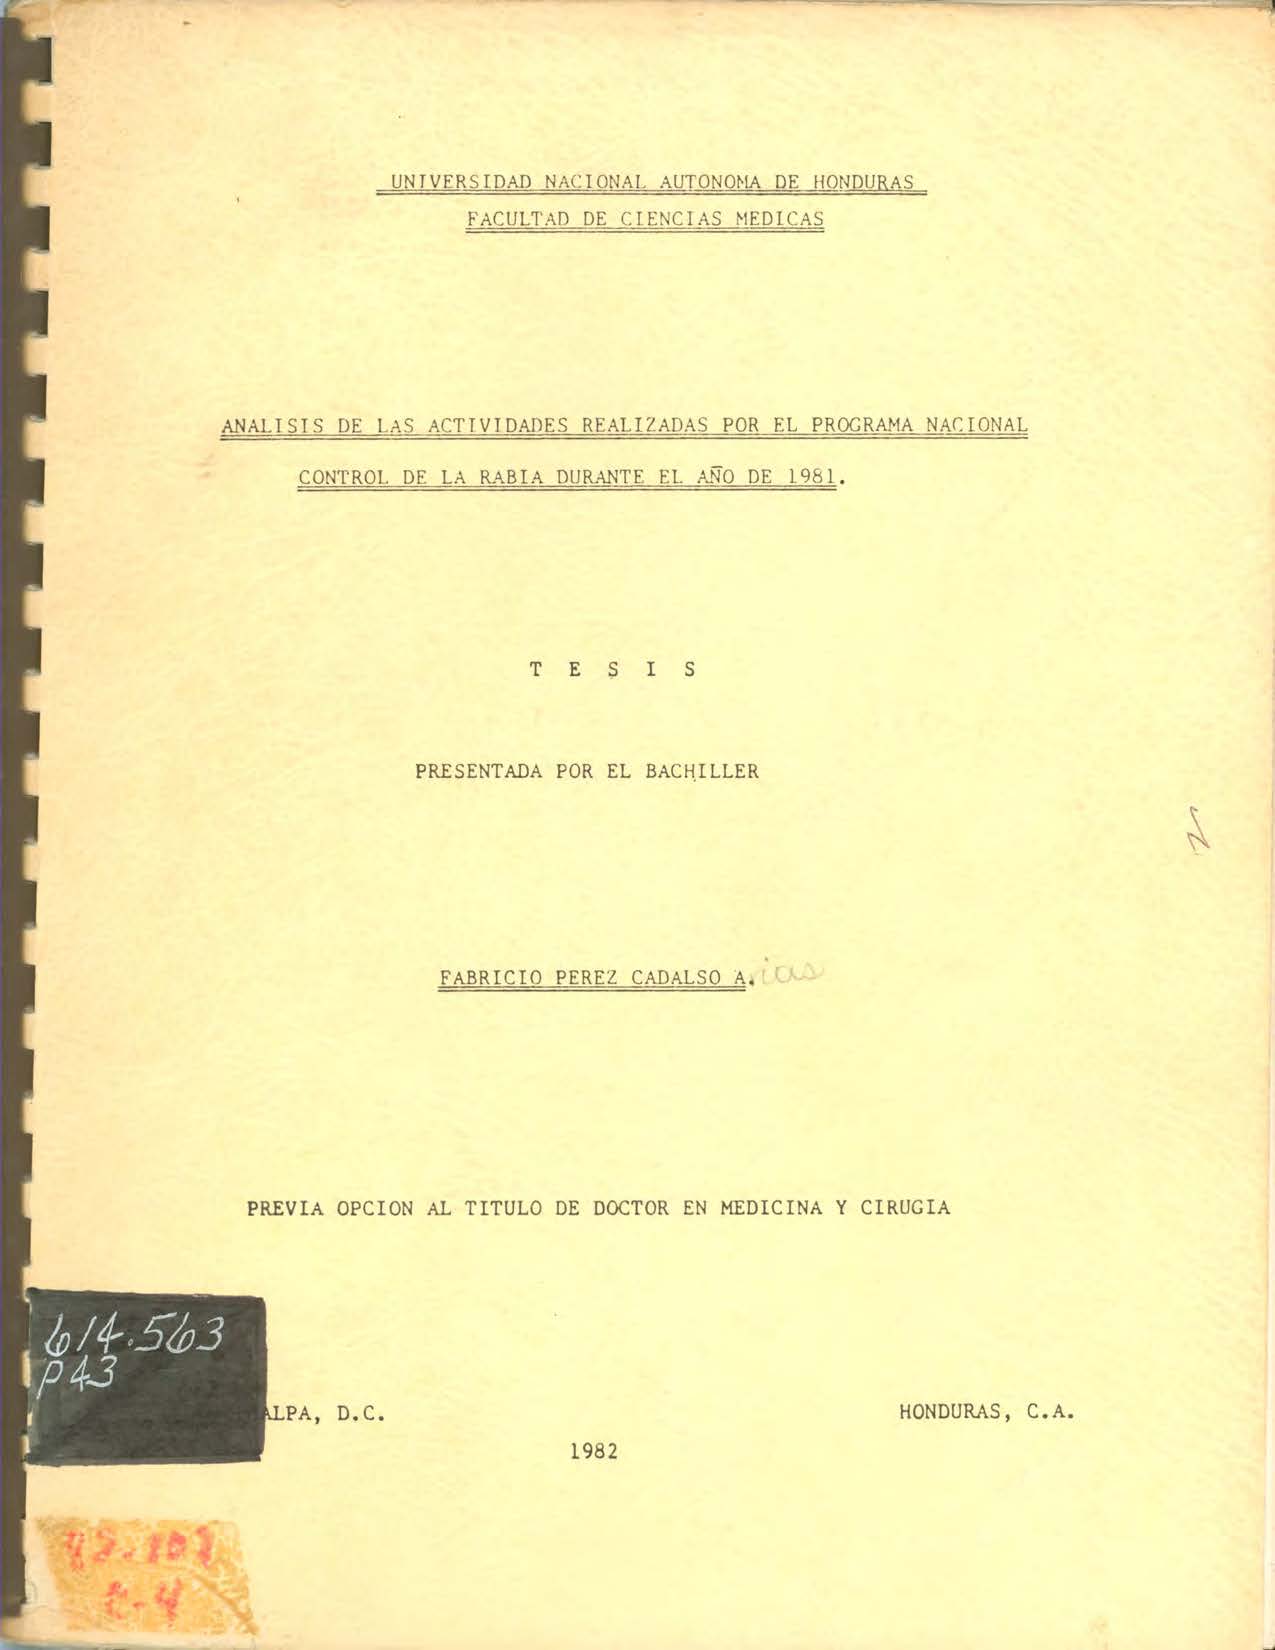 UNIVERSIDAD NACIONAL AUTONOMA DE HONDURAS
FACULTAD DE CIENCIAS MEDICAS
ANALISIS DE LAS ACTIVIDADES REALIZADAS POR EL PROGRAMA NACIONAL
CONTROL DE LA RABIA DURANTE EL AÑO DE 1981.
T E S I S
PRESENTADA POR EL BACHILLER
FABRICIO PEREZ CADALSO A.rias
PREVIA OPCION AL TITULO DE DOCTOR EN MEDICINA Y CIRUGIA
614.563
P43
ALPA, D.C. HONDURAS, C.A.
1982